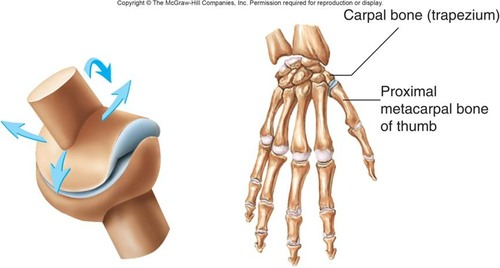 Copyright © The McGraw-Hill Companies, Inc. Permission required for reproduction or display.
Carpal bone (trapezium)
Proximal
metacarpal bone
of thumb